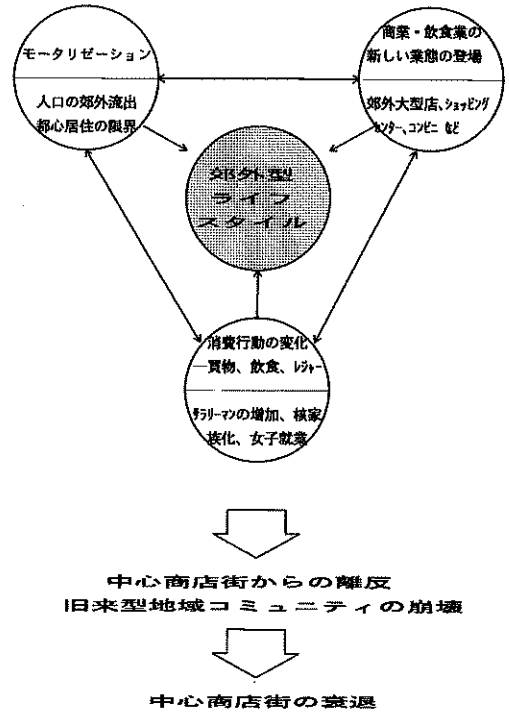 モータリゼーション
人口の郊外流出
都心居住の限界
商業・飲食業の
新しい業態の登場
郊外大型店、ショッピング
センター、コンビニ など
郊外型
ライフ
スタイル
消費行動の変化
―買物、飲食、レジャー
サラリーマンの増加、核家
族化、女子就業
中心商店街からの離反
旧来型地域コミュニティの崩壊
中心商店街の衰退